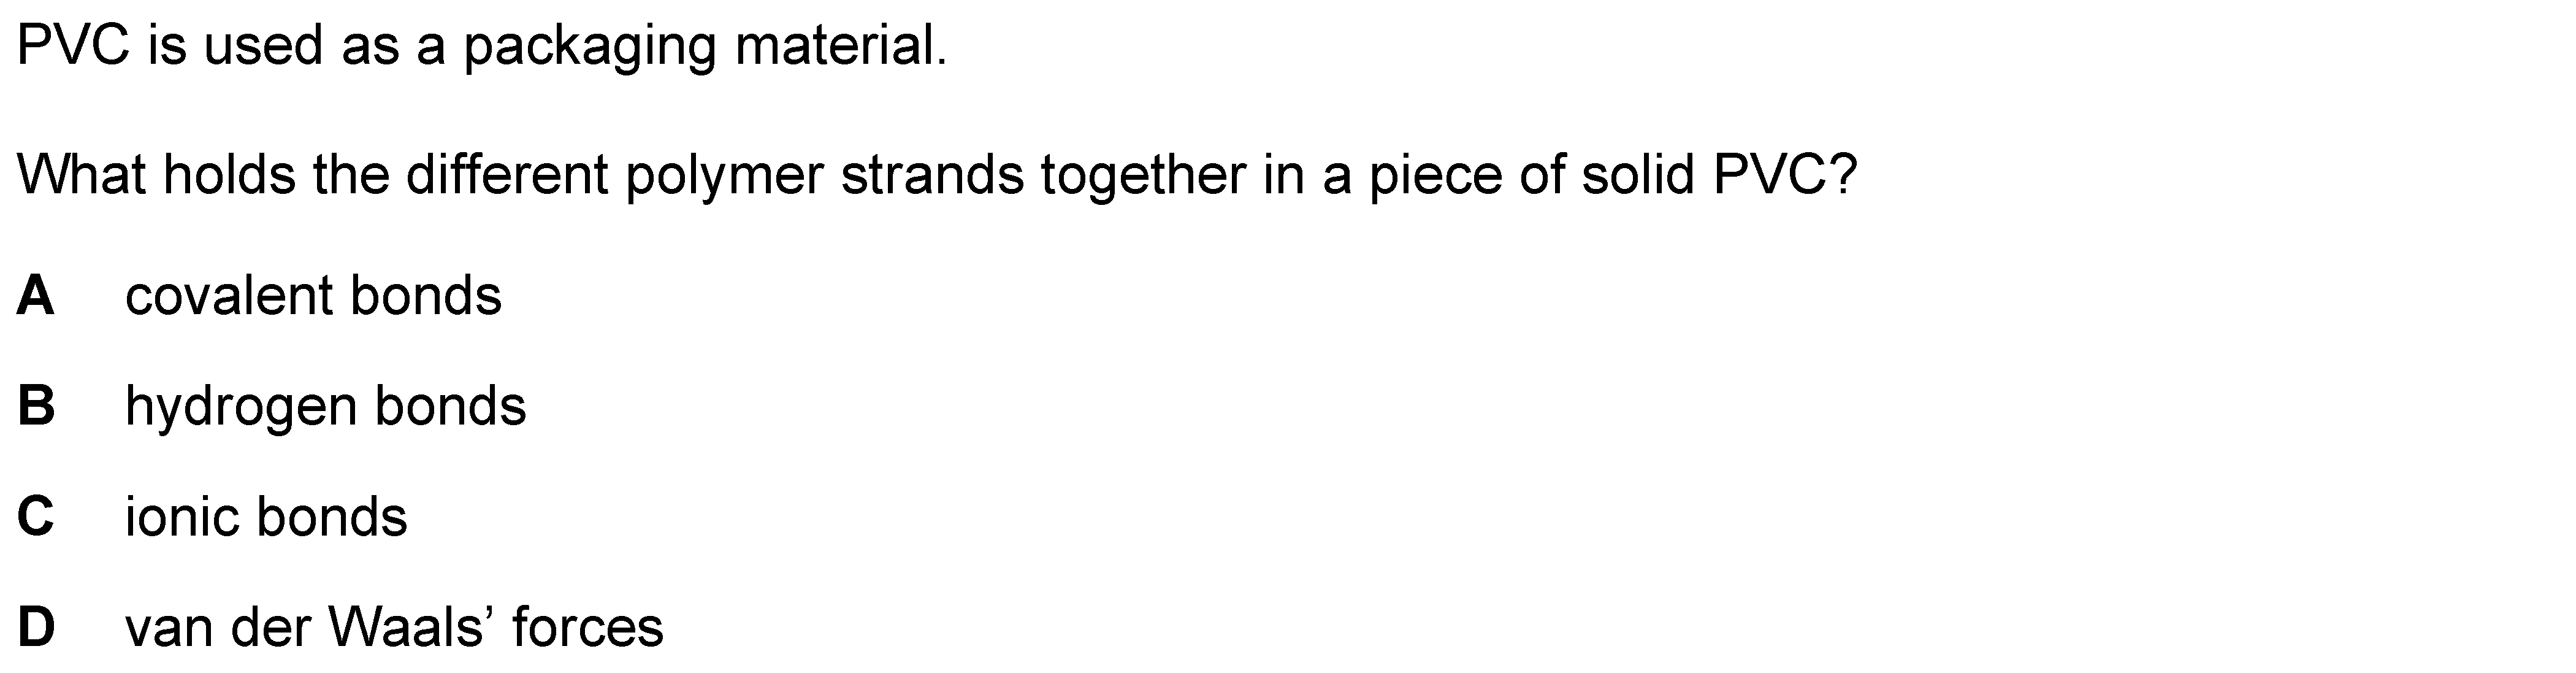 PVC is used as a packaging material.
What holds the different polymer strands together in a piece of solid PVC?
A covalent bonds
B hydrogen bonds
C ionic bonds
D van der Waals’ forces